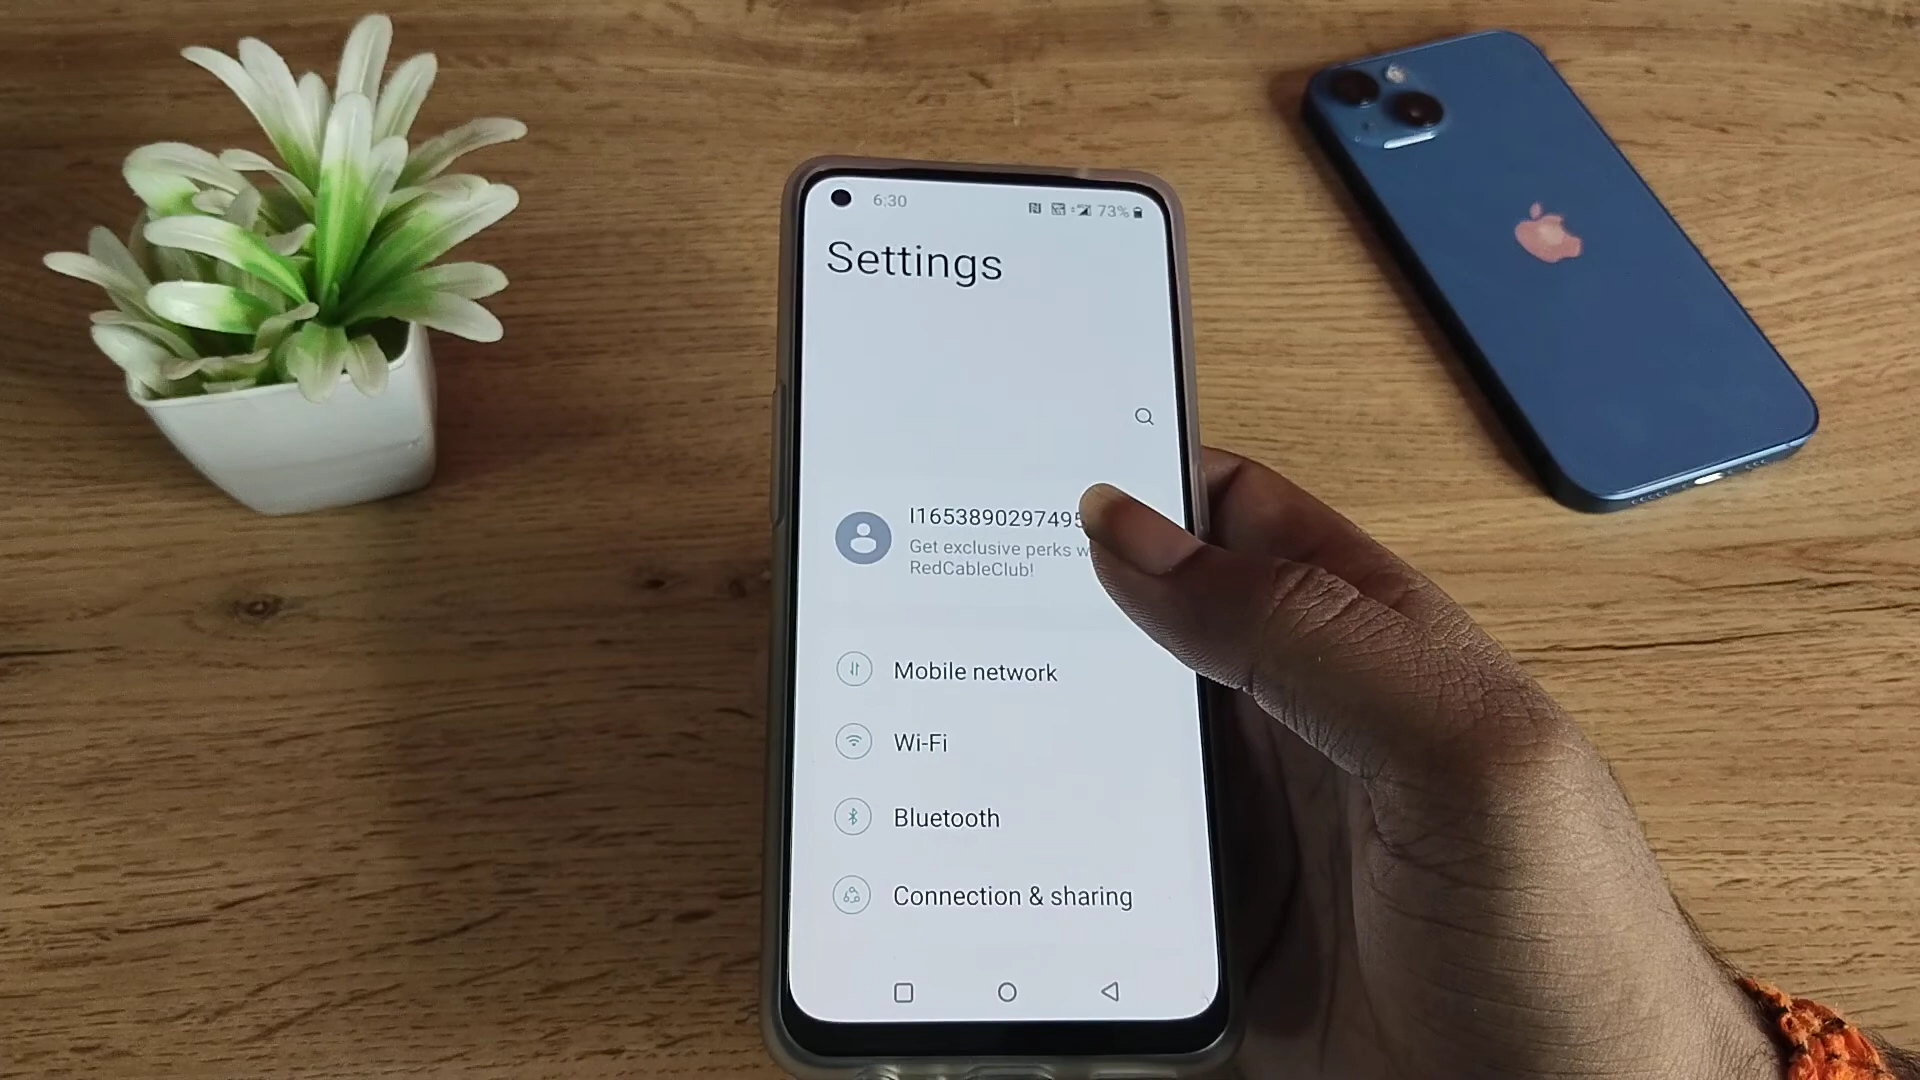 6:30 73%
Settings
I1653890297495
Get exclusive perks
RedCableClub!
Mobile network
Wi-Fi
Bluetooth
Connection & sharing